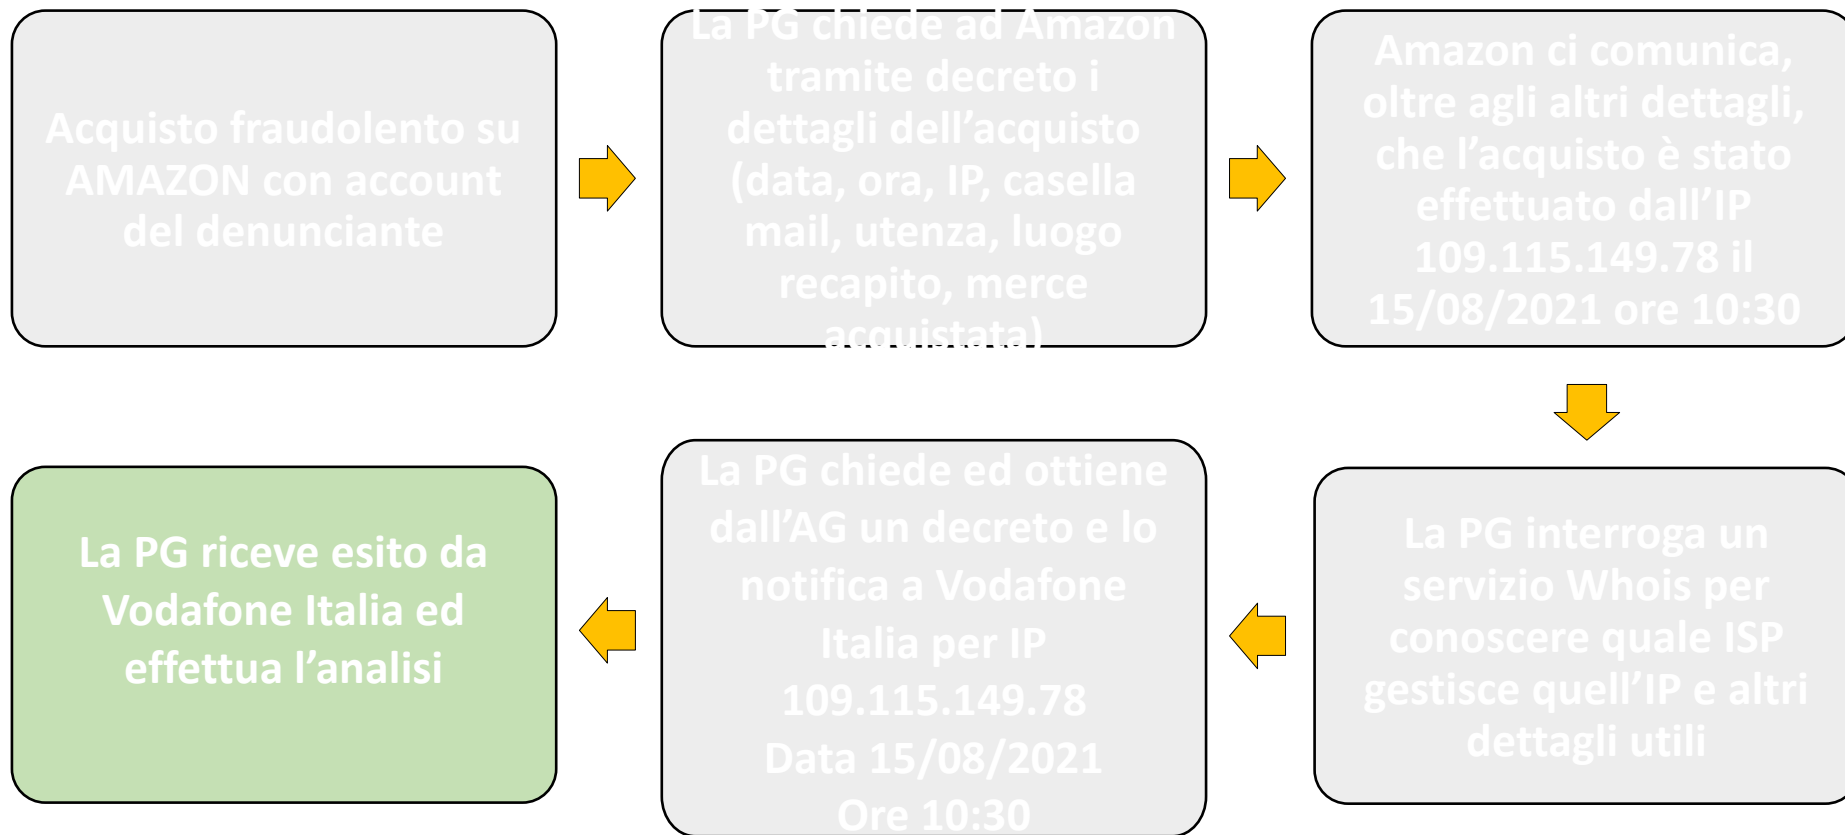 Acquisto fraudolento su
AMAZON con account
del denunciante
La PG chiede ad Amazon
tramite decreto i
dettagli dell’acquisto
(data, ora, IP, casella
mail, utenza, luogo
recapito, merce
acquistata)
Amazon ci comunica,
oltre agli altri dettagli,
che l’acquisto è stato
effettuato dall’IP
109.115.149.78 il
15/08/2021 ore 10:30
La PG interroga un
servizio Whois per
conoscere quale ISP
gestisce quell’IP e altri
dettagli utili
La PG chiede ed ottiene
dall’AG un decreto e lo
notifica a Vodafone
Italia per IP
109.115.149.78
Data 15/08/2021
Ore 10:30
La PG riceve esito da
Vodafone Italia ed
effettua l’analisi